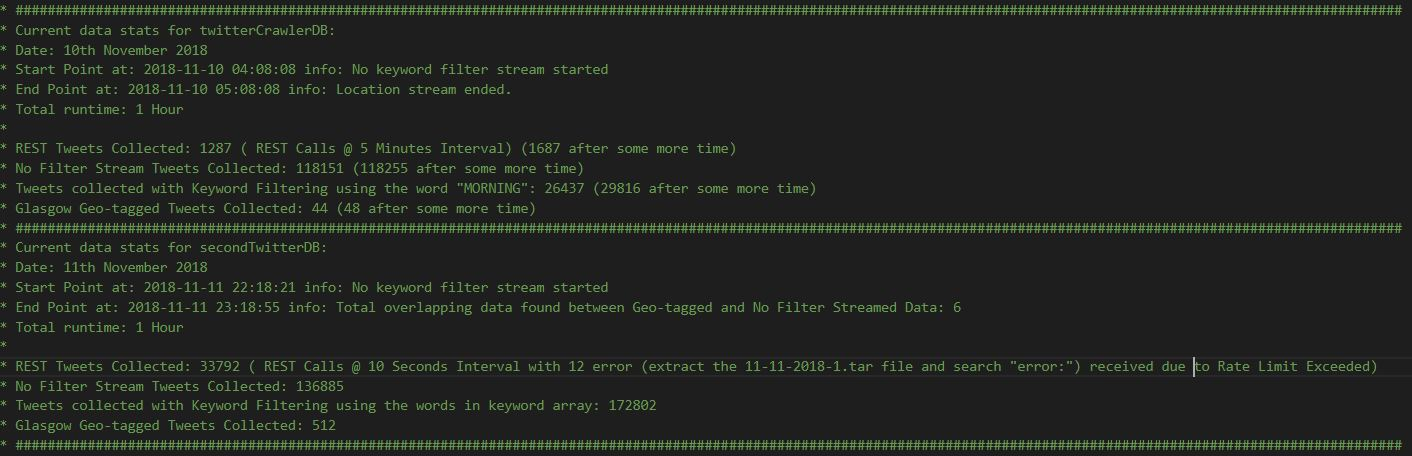 * ##############################################################################################################################################################################
* Current data stats for twitterCrawlerDB:
* Date: 10th November 2018
* Start Point at: 2018-11-10 04:08:08 info: No keyword filter stream started
* End Point at: 2018-11-10 05:08:08 info: Location stream ended.
* Total runtime: 1 Hour
*
* REST Tweets Collected: 1287 ( REST Calls @ 5 Minutes Interval) (1687 after some more time)
* No Filter Stream Tweets Collected: 118151 (118255 after some more time)
* Tweets collected with Keyword Filtering using the word "MORNING": 26437 (29816 after some more time)
* Glasgow Geo-tagged Tweets Collected: 44 (48 after some more time)
* ##############################################################################################################################################################################
* Current data stats for secondTwitterDB:
* Date: 11th November 2018
* Start Point at: 2018-11-11 22:18:21 info: No keyword filter stream started
* End Point at: 2018-11-11 23:18:55 info: Total overlapping data found between Geo-tagged and No Filter Streamed Data: 6
* Total runtime: 1 Hour
*
* REST Tweets Collected: 33792 ( REST Calls @ 10 Seconds Interval with 12 error (extract the 11-11-2018-1.tar file and search "error:") received due to Rate Limit Exceeded)
* No Filter Stream Tweets Collected: 136885
* Tweets collected with Keyword Filtering using the words in keyword array: 172802
* Glasgow Geo-tagged Tweets Collected: 512
* ##############################################################################################################################################################################